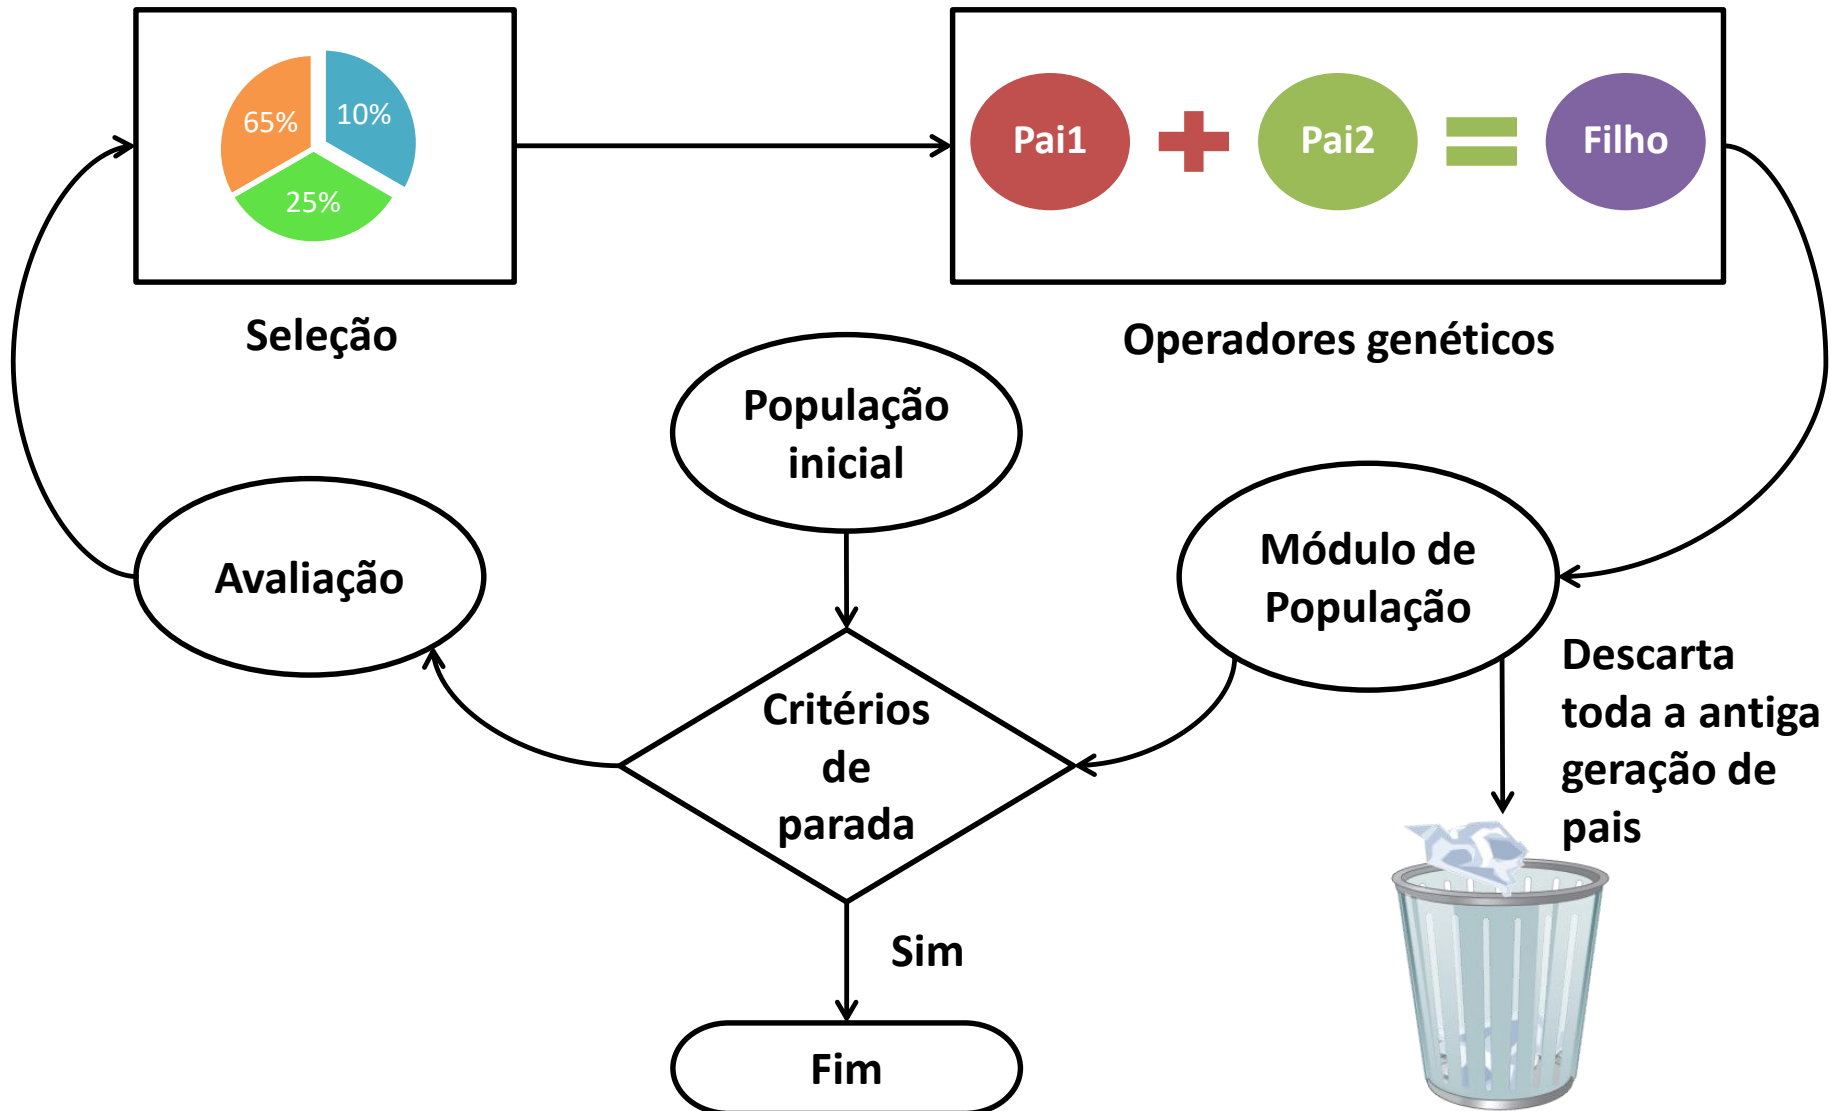 65%
10%
25%
Pai1
Pai2
Filho
Seleção
Operadores genéticos
População
inicial
Avaliação
Módulo de
População
Descarta
toda a antiga
geração de
pais
Critérios
de
parada
Sim
Fim